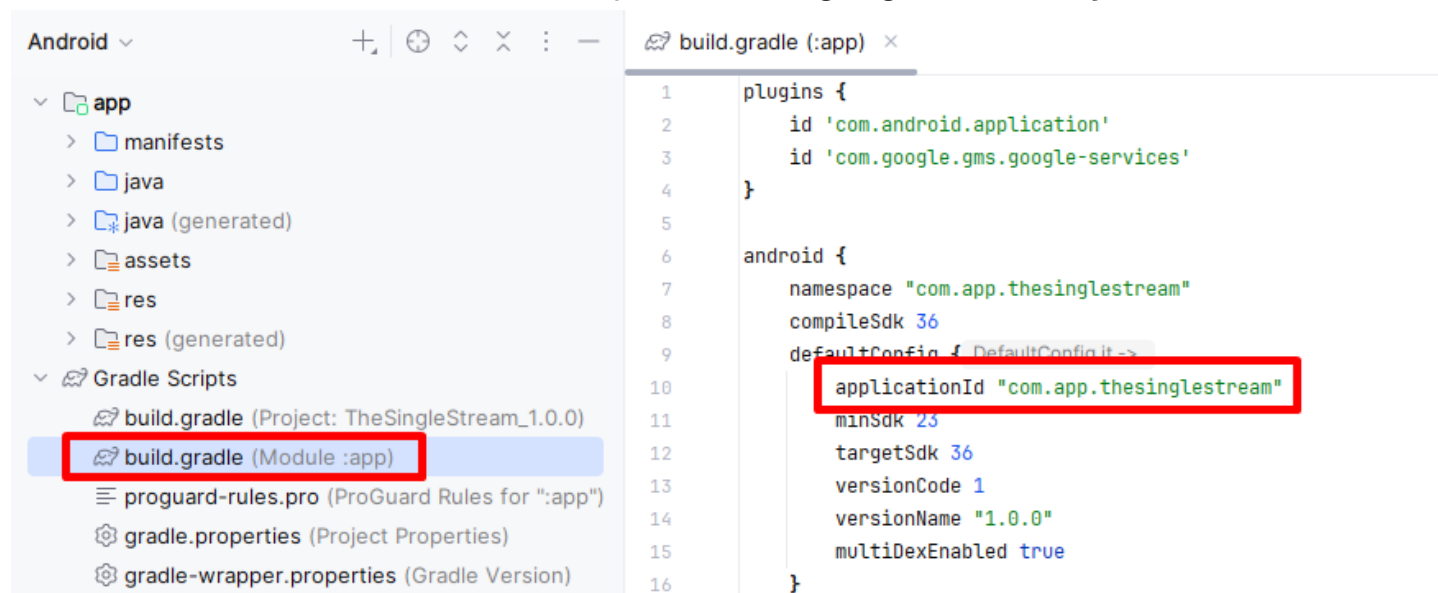 Android
app
manifests
java
java (generated)
assets
res
res (generated)
Gradle Scripts
build.gradle (Project: TheSingleStream_1.0.0)
build.gradle (Module :app)
proguard-rules.pro (ProGuard Rules for ":app")
gradle.properties (Project Properties)
gradle-wrapper.properties (Gradle Version)
build.gradle (:app)
1 plugins {
2 id 'com.android.application'
3 id 'com.google.gms.google-services'
4 }
5
6 android {
7 namespace "com.app.thesinglestream"
8 compileSdk 36
9 defaultConfig { DefaultConfig it ->
10 applicationId "com.app.thesinglestream"
11 minSdk 23
12 targetSdk 36
13 versionCode 1
14 versionName "1.0.0"
15 multiDexEnabled true
16 }